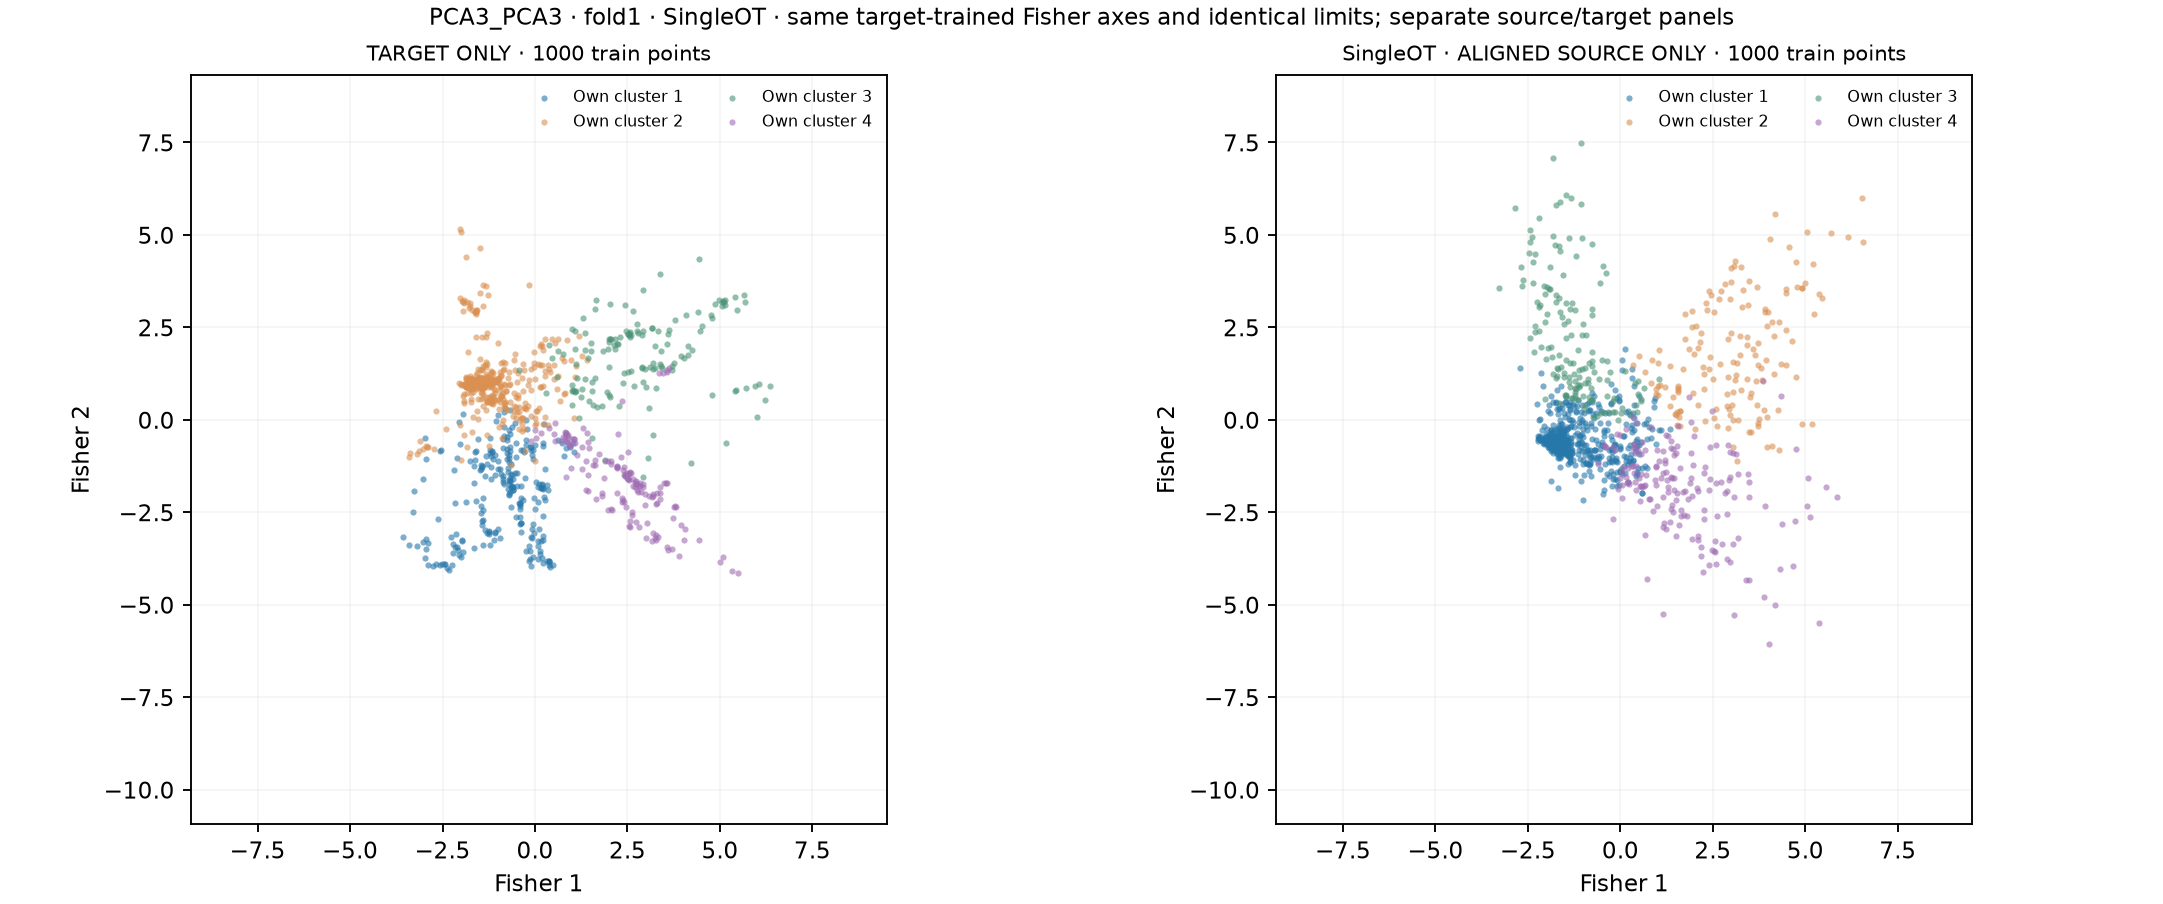 PCA3_PCA3 · fold1 · SingleOT · same target-trained Fisher axes and identical limits; separate source/target panels
TARGET ONLY · 1000 train points
Own cluster 1
Own cluster 2
Own cluster 3
Own cluster 4
7.5
5.0
2.5
0.0
−2.5
−5.0
−7.5
−10.0
Fisher 2
−7.5 −5.0 −2.5 0.0 2.5 5.0 7.5
Fisher 1
SingleOT · ALIGNED SOURCE ONLY · 1000 train points
Own cluster 1
Own cluster 2
Own cluster 3
Own cluster 4
7.5
5.0
2.5
0.0
−2.5
−5.0
−7.5
−10.0
Fisher 2
−7.5 −5.0 −2.5 0.0 2.5 5.0 7.5
Fisher 1